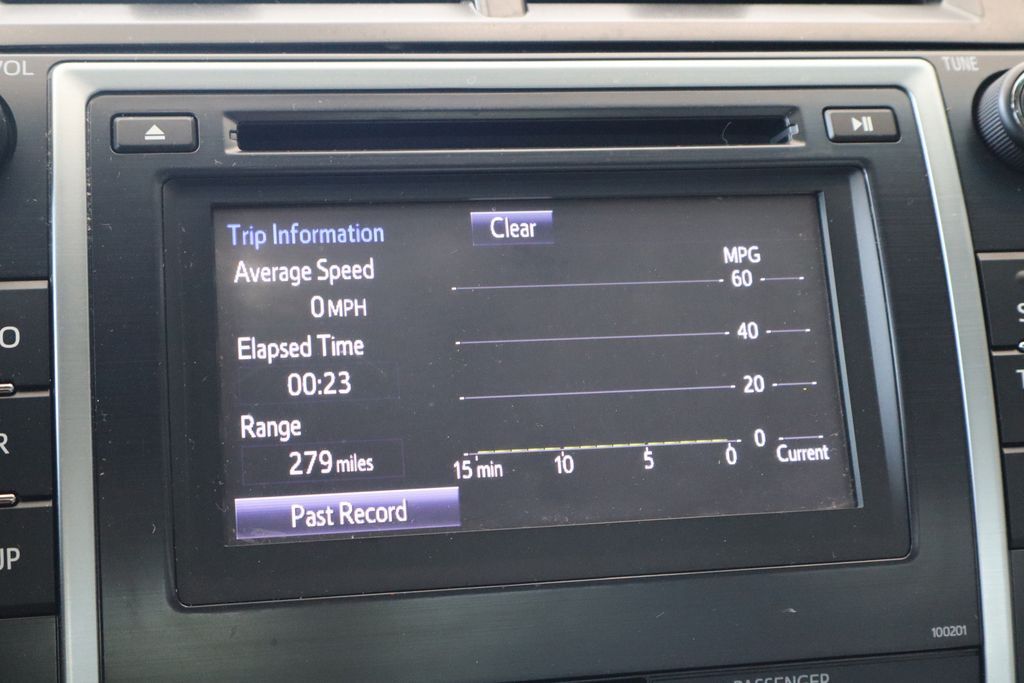 VOL
TUNE
Trip Information
Clear
Average Speed
0 MPH
MPG
60
Elapsed Time
40
00:23
20
Range
0
279 miles
15 min 10 5 0 Current
Past Record
100201
PASSENGER